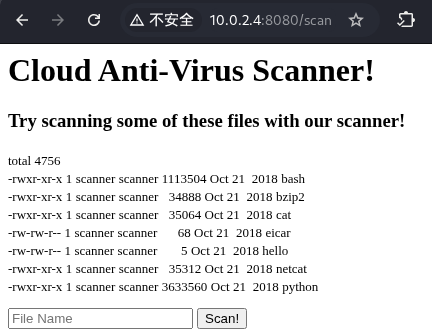 不安全 10.0.2.4:8080/scan
Cloud Anti-Virus Scanner!
Try scanning some of these files with our scanner!
total 4756
-rwxr-xr-x 1 scanner scanner 1113504 Oct 21  2018 bash
-rwxr-xr-x 1 scanner scanner   34888 Oct 21  2018 bzip2
-rwxr-xr-x 1 scanner scanner   35064 Oct 21  2018 cat
-rw-rw-r-- 1 scanner scanner      68 Oct 21  2018 eicar
-rw-rw-r-- 1 scanner scanner       5 Oct 21  2018 hello
-rwxr-xr-x 1 scanner scanner   35312 Oct 21  2018 netcat
-rwxr-xr-x 1 scanner scanner 3633560 Oct 21  2018 python
File Name Scan!